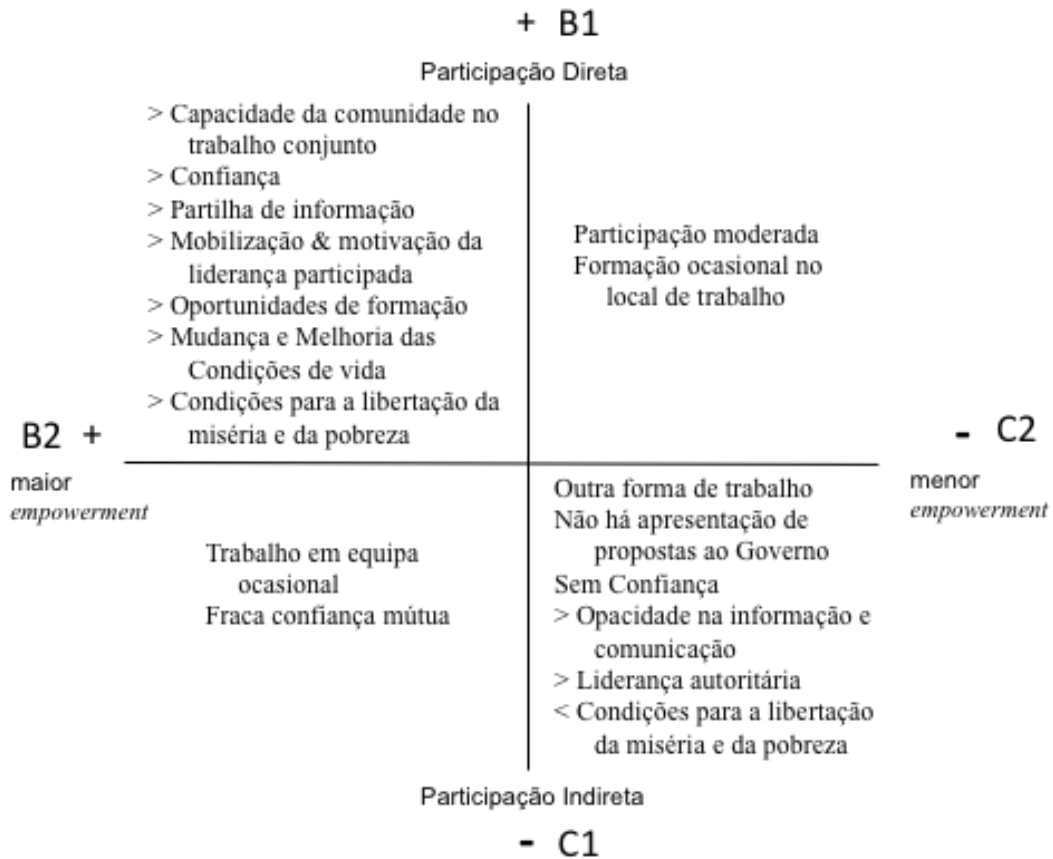 + B1
Participação Direta
> Capacidade da comunidade no
trabalho conjunto
> Confiança
> Partilha de informação
> Mobilização & motivação da
liderança participada
> Oportunidades de formação
> Mudança e Melhoria das
Condições de vida
> Condições para a libertação da
miséria e da pobreza
Participação moderada
Formação ocasional no
local de trabalho
B2 +
maior
empowerment
- C2
menor
empowerment
Trabalho em equipa
ocasional
Fraca confiança mútua
Outra forma de trabalho
Não há apresentação de
propostas ao Governo
Sem Confiança
> Opacidade na informação e
comunicação
> Liderança autoritária
< Condições para a libertação
da miséria e da pobreza
Participação Indireta
- C1